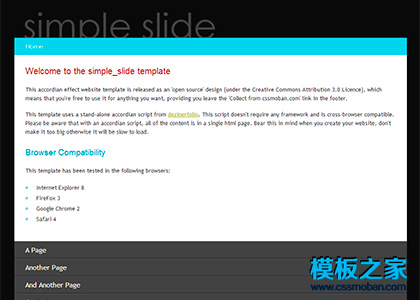 simple slide
Home
Welcome to the simple_slide template
This accordion effect website template is released as an 'open source' design (under the Creative Commons Attribution 3.0 Licence), which
means that you're free to use it for anything you want, providing you leave the 'Collect from cssmoban.com' link in the footer.
This template uses a stand-alone accordian script from dezinerfolio. This script doesn't require any framework and is cross-browser compatible.
Please be aware that with an accordian script, all of the content is in a single html page. Bear this in mind when you create your website, don't
make it too big otherwise it will be slow to load.
Browser Compatibility
This template has been tested in the following browsers:
Internet Explorer 8
FireFox 3
Google Chrome 2
Safari 4
A Page
Another Page
And Another Page
模板之家
www.cssmoban.com